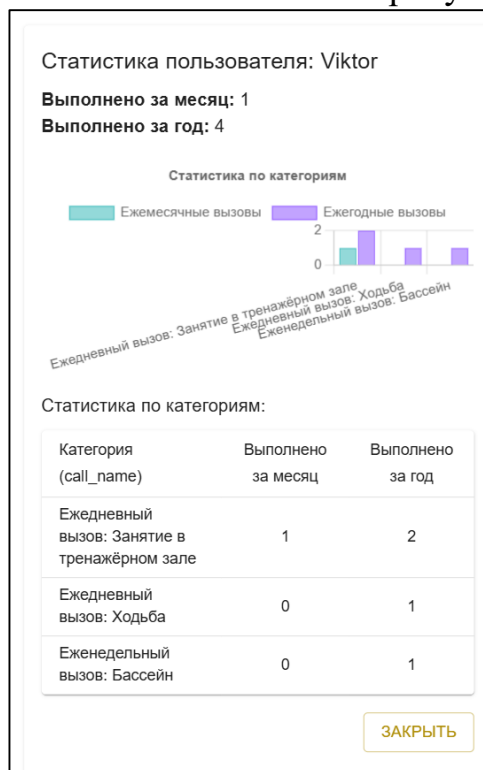 Статистика пользователя: Viktor
Выполнено за месяц: 1
Выполнено за год: 4
Статистика по категориям
Ежемесячные вызовы Ежегодные вызовы
2
0
Ежедневный вызов: Занятие в тренажёрном зале
Ежедневный вызов: Ходьба
Еженедельный вызов: Бассейн
Статистика по категориям:
Категория Выполнено Выполнено
(call_name) за месяц за год
Ежедневный
вызов: Занятие в 1 2
тренажёрном зале
Ежедневный
вызов: Ходьба 0 1
Еженедельный
вызов: Бассейн 0 1
ЗАКРЫТЬ